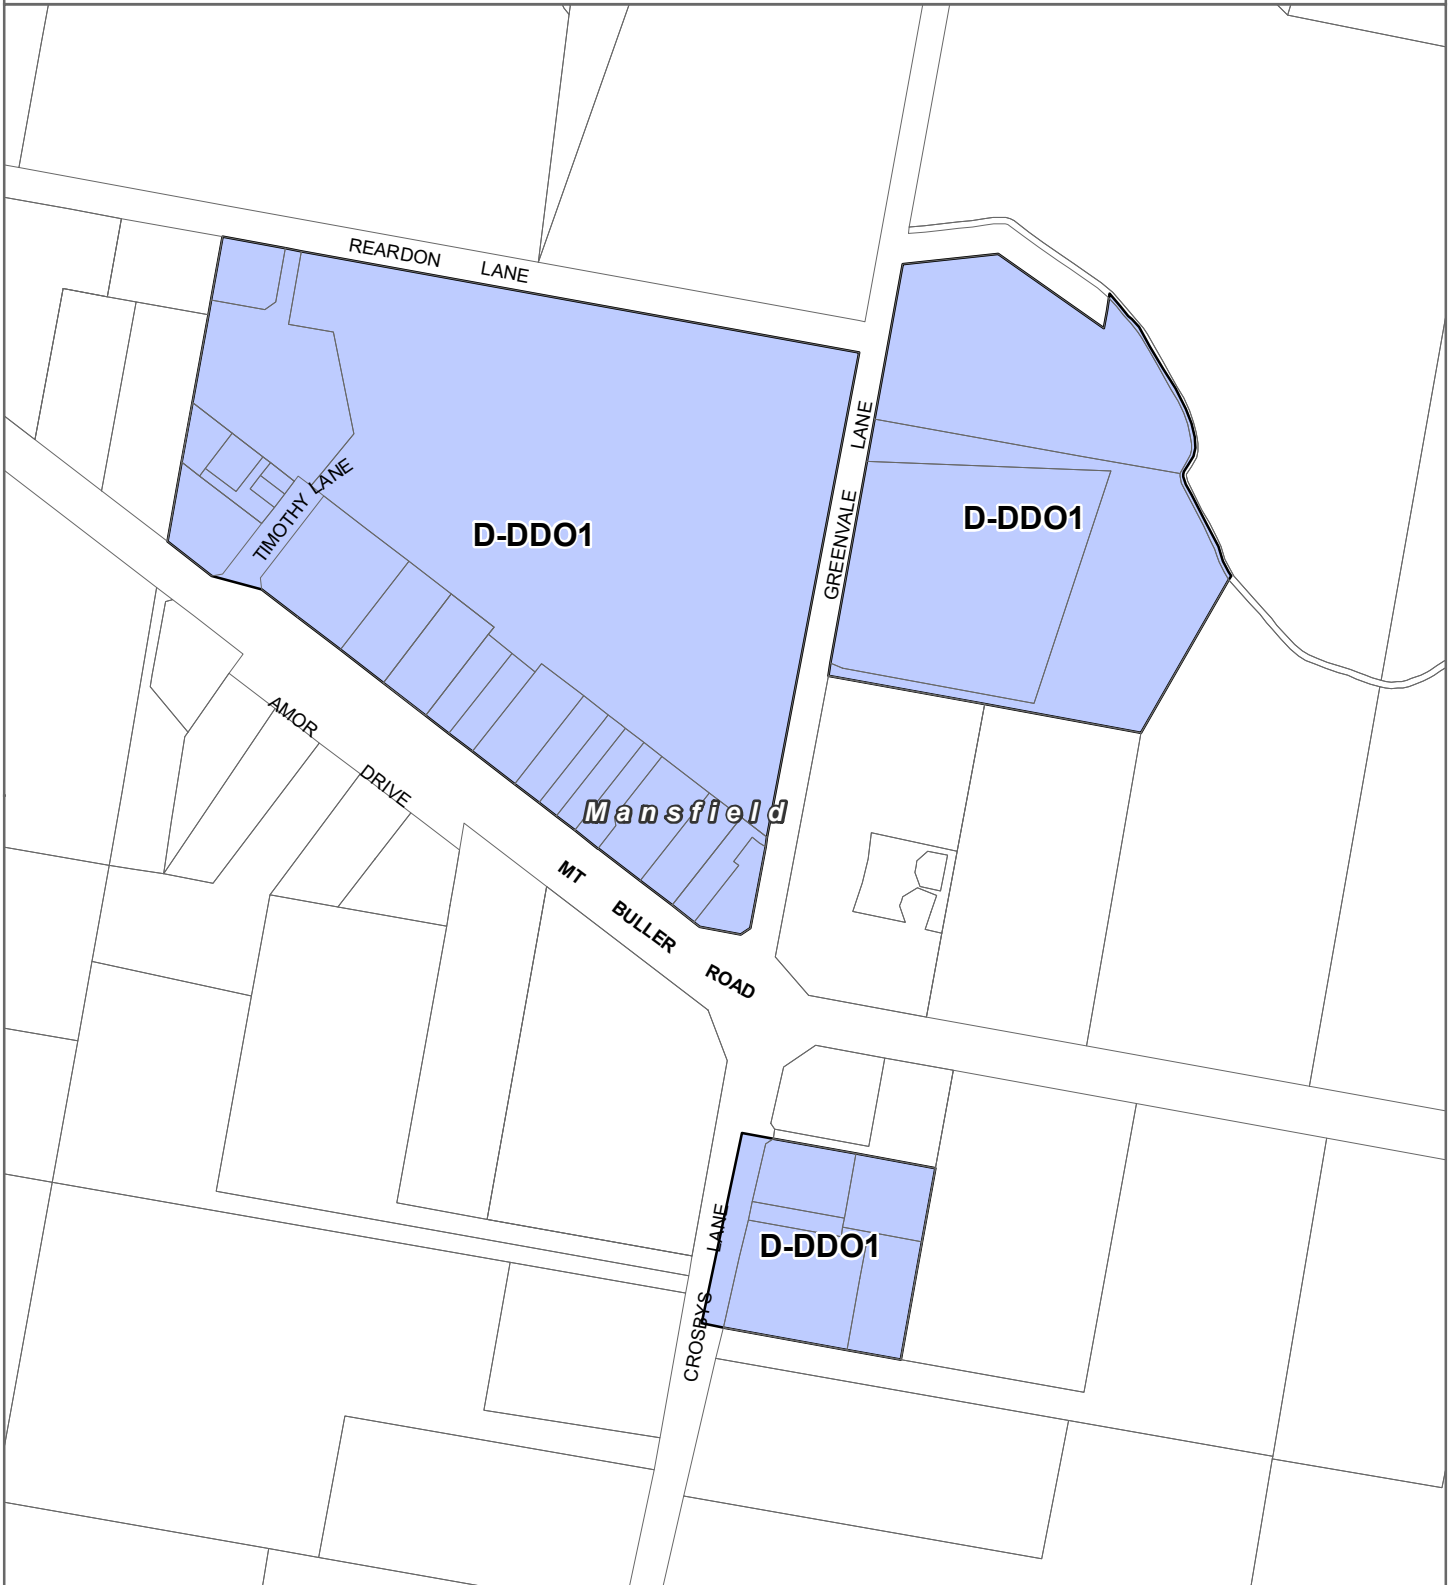 REARDON LANE
GREENVALE LANE
TIMOTHY LANE
D-DDO1
D-DDO1
Mansfield
AMOR DRIVE
MT BULLER ROAD
CROSBYS LANE
D-DDO1